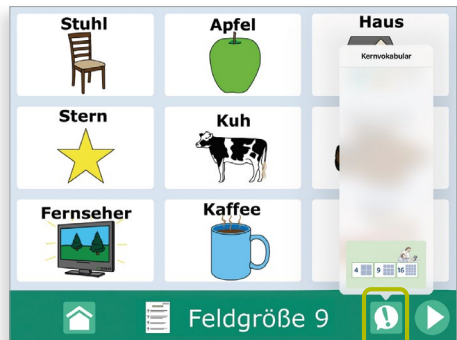 Stuhl
Apfel
Haus
Kernvokabular
Stern
Kuh
Fernseher
Kaffee
4 9 16
Feldgröße 9